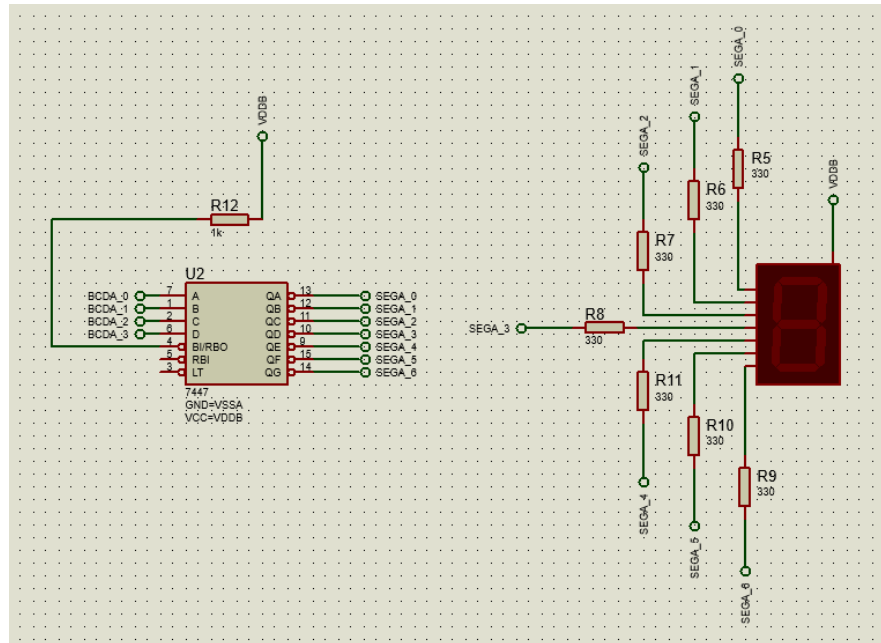 SEGA_0
SEGA_1
SEGA_2
VDDB
VDDB
R5
330
R6
330
R7
330
R12
1k
U2
BCDA_0
BCDA_1
BCDA_2
BCDA_3
7
1
2
6
4
5
3
A
B
C
D
BI/RBO
RBI
LT
QA
QB
QC
QD
QE
QF
QG
13
12
11
10
9
15
14
SEGA_0
SEGA_1
SEGA_2
SEGA_3
SEGA_4
SEGA_5
SEGA_6
7447
GND=VSSA
VCC=VDDB
SEGA_3
R8
330
R11
330
R10
330
R9
330
SEGA_4
SEGA_5
SEGA_6